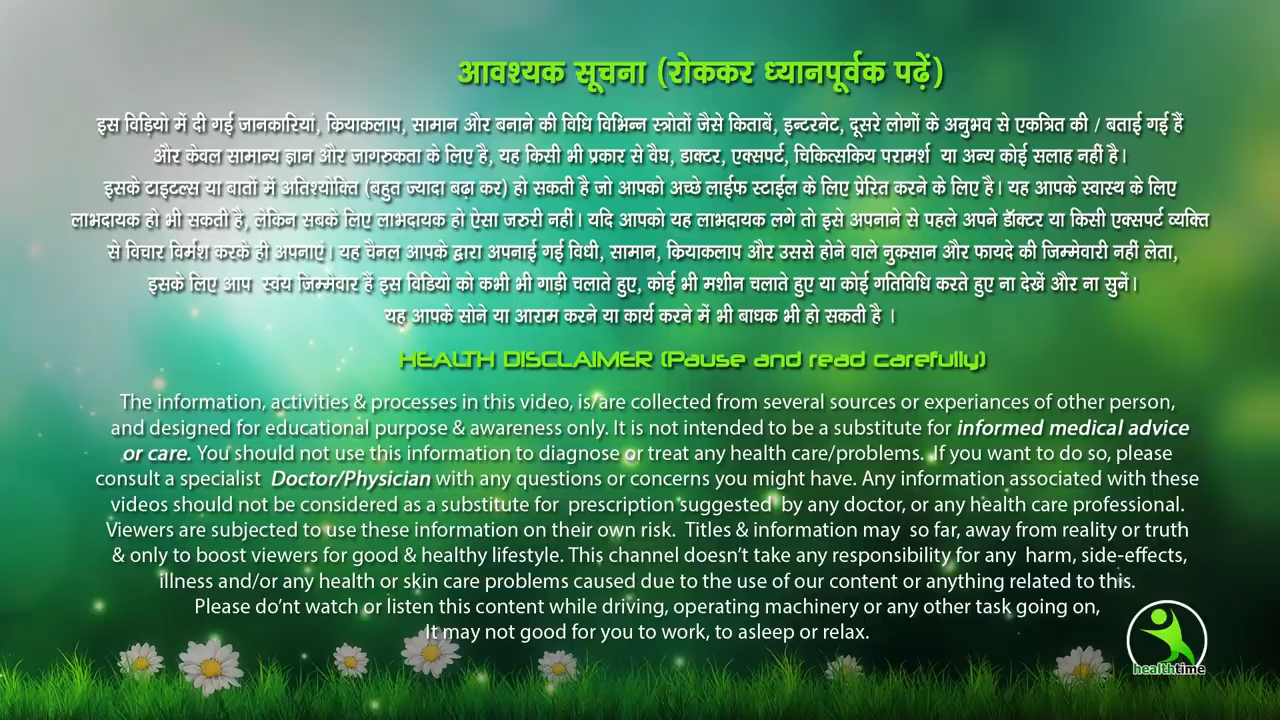 आवश्यक सूचना (रोककर ध्यानपूर्वक पढ़ें)
इस विड़ियो में दी गई जानकारियां, क्रियाकलाप, सामान और बनाने की विधि विभिन्न स्त्रोतों जैसे किताबें, इन्टरनेट, दूसरे लोगों के अनुभव से एकत्रित की / बताई गई हैं
और केवल सामान्य ज्ञान और जागरुकता के लिए है, यह किसी भी प्रकार से वैघ, डाक्टर, एक्सपर्ट, चिकित्सकिय परामर्श या अन्य कोई सलाह नहीं है।
इसके टाइटल्स या बातों में अतिश्योक्ति (बहुत ज्यादा बढ़ा कर) हो सकती है जो आपको अच्छे लाईफ स्टाईल के लिए प्रेरित करने के लिए है। यह आपके स्वास्थ के लिए
लाभदायक हो भी सकती है, लेकिन सबके लिए लाभदायक हो ऐसा जरुरी नहीं। यदि आपको यह लाभदायक लगे तो इसे अपनाने से पहले अपने डॉक्टर या किसी एक्सपर्ट व्यक्ति
से विचार विर्मश करके ही अपनाएं। यह चैनल आपके द्वारा अपनाई गई विधी, सामान, क्रियाकलाप और उससे होने वाले नुकसान और फायदे की जिम्मेवारी नहीं लेता,
इसके लिए आप स्वंय जिम्मेवार हैं इस विडियो को कभी भी गाड़ी चलाते हुए, कोई भी मशीन चलाते हुए या कोई गतिविधि करते हुए ना देखें और ना सुनें।
यह आपके सोने या आराम करने या कार्य करने में भी बाधक भी हो सकती है ।
HEALTH DISCLAIMER (Pause and read carefully)
The information, activities & processes in this video, is/are collected from several sources or experiances of other person,
and designed for educational purpose & awareness only. It is not intended to be a substitute for informed medical advice
or care. You should not use this information to diagnose or treat any health care/problems. If you want to do so, please
consult a specialist Doctor/Physician with any questions or concerns you might have. Any information associated with these
videos should not be considered as a substitute for prescription suggested by any doctor, or any health care professional.
Viewers are subjected to use these information on their own risk. Titles & information may so far, away from reality or truth
& only to boost viewers for good & healthy lifestyle. This channel doesn't take any responsibility for any harm, side-effects,
illness and/or any health or skin care problems caused due to the use of our content or anything related to this.
Please do'nt watch or listen this content while driving, operating machinery or any other task going on,
It may not good for you to work, to asleep or relax.
healthtime